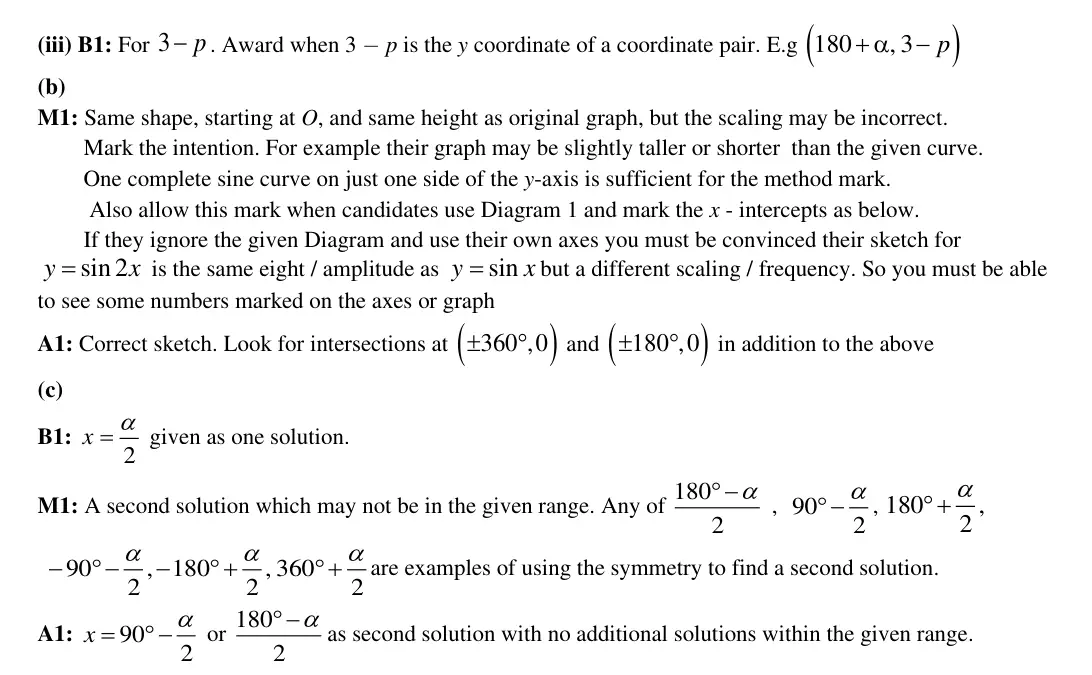 (iii) B1: For 3 − p . Award when 3 – p is the y coordinate of a coordinate pair. E.g (180 + α, 3 − p)
(b)
M1: Same shape, starting at O, and same height as original graph, but the scaling may be incorrect.
Mark the intention. For example their graph may be slightly taller or shorter than the given curve.
One complete sine curve on just one side of the y-axis is sufficient for the method mark.
Also allow this mark when candidates use Diagram 1 and mark the x - intercepts as below.
If they ignore the given Diagram and use their own axes you must be convinced their sketch for
y = sin 2x is the same eight / amplitude as y = sin x but a different scaling / frequency. So you must be able
to see some numbers marked on the axes or graph
A1: Correct sketch. Look for intersections at (±360°, 0) and (±180°, 0) in addition to the above
(c)
B1: x = α/2 given as one solution.
M1: A second solution which may not be in the given range. Any of (180° − α)/2 , 90° − α/2 , 180° + α/2 ,
−90° − α/2 , −180° + α/2 , 360° + α/2 are examples of using the symmetry to find a second solution.
A1: x = 90° − α/2 or (180° − α)/2 as second solution with no additional solutions within the given range.